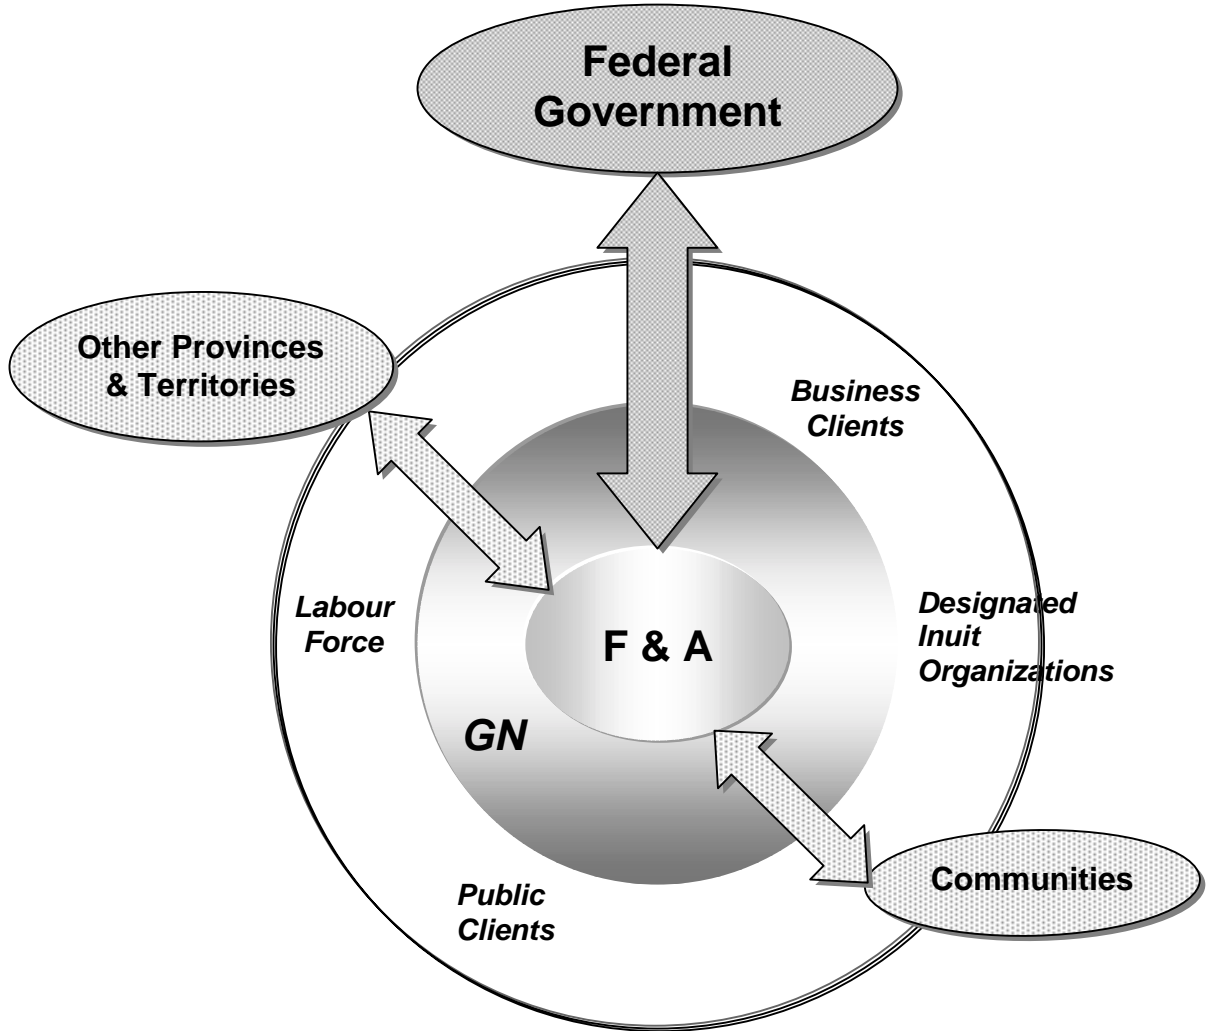 Federal
Government
Other Provinces
& Territories
Business
Clients
Labour
Force
Designated
Inuit
Organizations
F & A
GN
Communities
Public
Clients